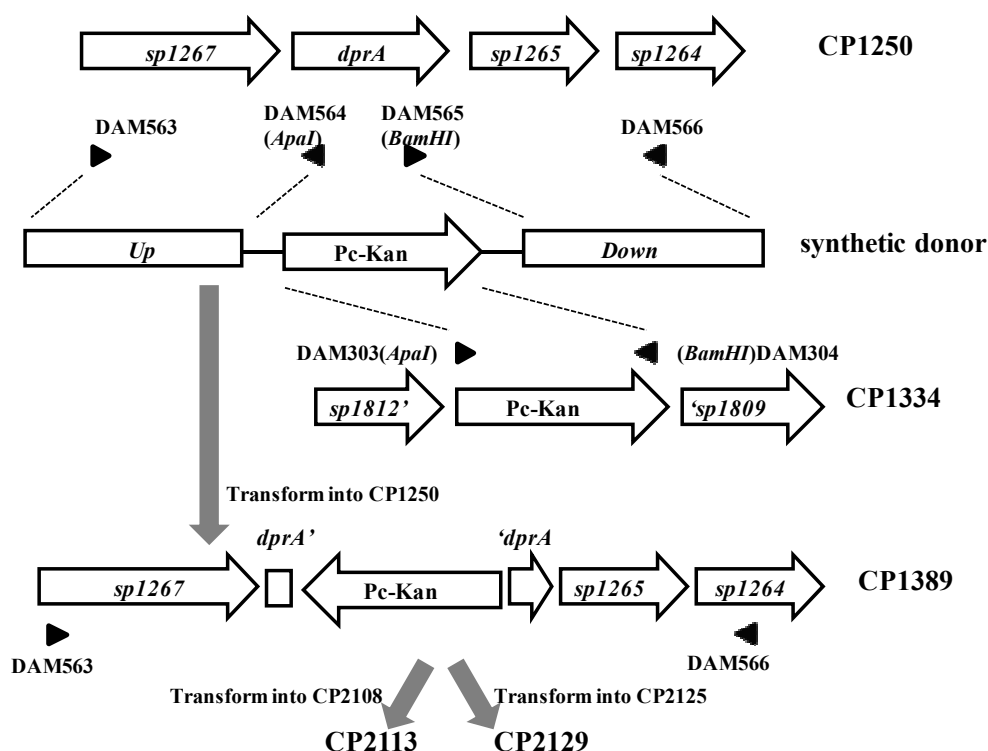 sp1267 dprA sp1265 sp1264 CP1250
DAM563 DAM564 (ApaI) DAM565 (BamHI) DAM566
Up Pc-Kan Down synthetic donor
DAM303(ApaI) (BamHI)DAM304
sp1812’ Pc-Kan ‘sp1809 CP1334
Transform into CP1250
dprA’ ‘dprA
sp1267 Pc-Kan sp1265 sp1264 CP1389
DAM563 DAM566
Transform into CP2108 Transform into CP2125
CP2113 CP2129